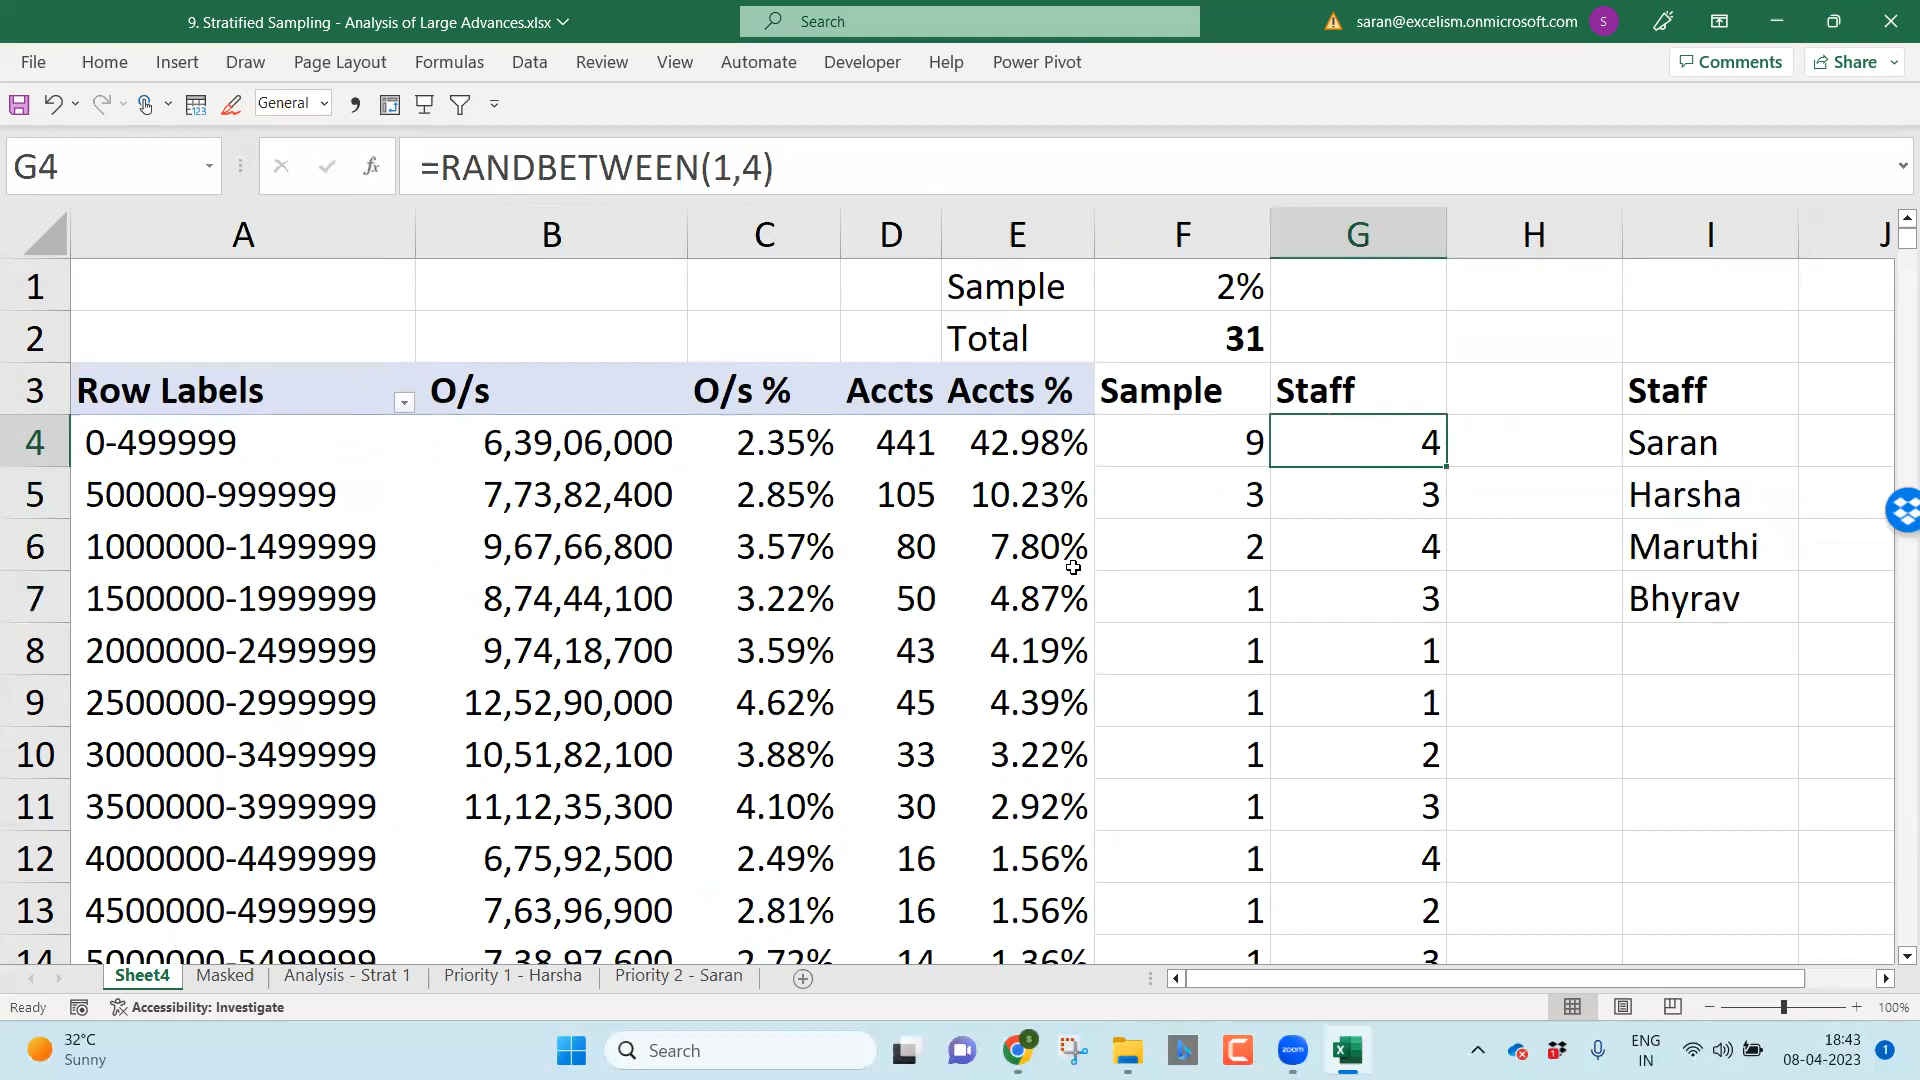 9. Stratified Sampling - Analysis of Large Advances.xlsx
Search
saran@excelism.onmicrosoft.com S
File Home Insert Draw Page Layout Formulas Data Review View Automate Developer Help Power Pivot Comments Share
General
G4 fx =RANDBETWEEN(1,4)
A B C D E F G H I J
1 Sample 2%
2 Total 31
3 Row Labels O/s O/s % Accts Accts % Sample Staff Staff
4 0-499999 6,39,06,000 2.35% 441 42.98% 9 4 Saran
5 500000-999999 7,73,82,400 2.85% 105 10.23% 3 3 Harsha
6 1000000-1499999 9,67,66,800 3.57% 80 7.80% 2 4 Maruthi
7 1500000-1999999 8,74,44,100 3.22% 50 4.87% 1 3 Bhyrav
8 2000000-2499999 9,74,18,700 3.59% 43 4.19% 1 1
9 2500000-2999999 12,52,90,000 4.62% 45 4.39% 1 1
10 3000000-3499999 10,51,82,100 3.88% 33 3.22% 1 2
11 3500000-3999999 11,12,35,300 4.10% 30 2.92% 1 3
12 4000000-4499999 6,75,92,500 2.49% 16 1.56% 1 4
13 4500000-4999999 7,63,96,900 2.81% 16 1.56% 1 2
14 5000000-5499999 7,38,97,600 2.72% 14 1.36% 1 3
Sheet4 Masked Analysis - Strat 1 Priority 1 - Harsha Priority 2 - Saran
Ready Accessibility: Investigate 100%
32°C
Sunny
Search
zoom
ENG
IN
18:43
08-04-2023
1